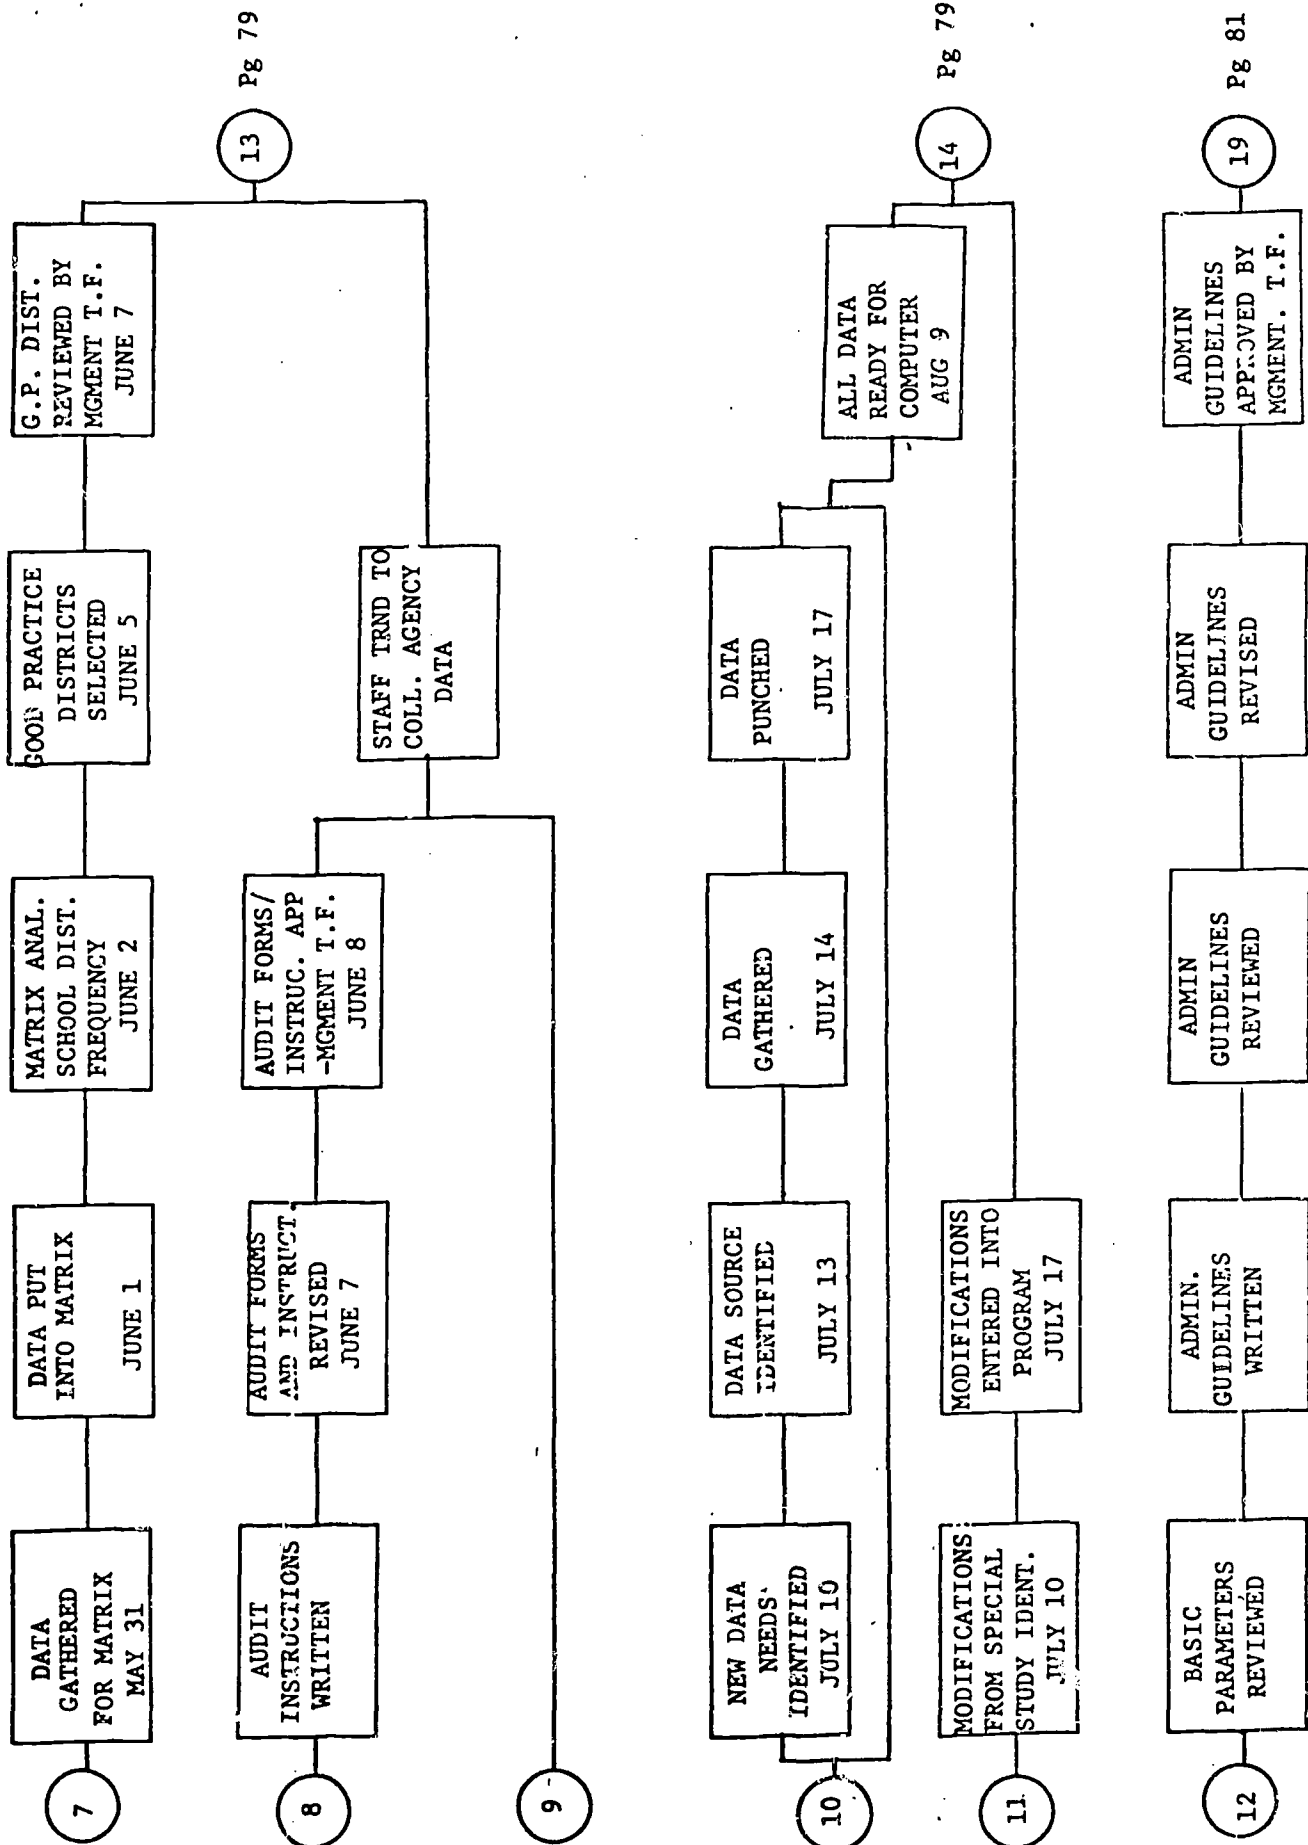 7
DATA
GATHERED
FOR MATRIX
MAY 31
DATA PUT
INTO MATRIX
JUNE 1
MATRIX ANAL.
SCHOOL DIST.
FREQUENCY
JUNE 2
GOOD PRACTICE
DISTRICTS
SELECTED
JUNE 5
G.P. DIST.
REVIEWED BY
MGMENT T.F.
JUNE 7
13 Pg 79
8
AUDIT
INSTRUCTIONS
WRITTEN
AUDIT FORMS
AND INSTRUCT.
REVISED
JUNE 7
AUDIT FORMS/
INSTRUC. APP
-MGMENT T.F.
JUNE 8
STAFF TRND TO
COLL. AGENCY
DATA
9
10
NEW DATA
NEEDS
IDENTIFIED
JULY 10
DATA SOURCE
IDENTIFIED
JULY 13
DATA
GATHERED
JULY 14
DATA
PUNCHED
JULY 17
ALL DATA
READY FOR
COMPUTER
AUG 9
14 Pg 79
11
MODIFICATIONS
FROM SPECIAL
STUDY IDENT.
JULY 10
MODIFICATIONS
ENTERED INTO
PROGRAM
JULY 17
12
BASIC
PARAMETERS
REVIEWED
ADMIN.
GUIDELINES
WRITTEN
ADMIN
GUIDELINES
REVIEWED
ADMIN
GUIDELINES
REVISED
ADMIN
GUIDELINES
APPROVED BY
MGMENT. T.F.
19 Pg 81